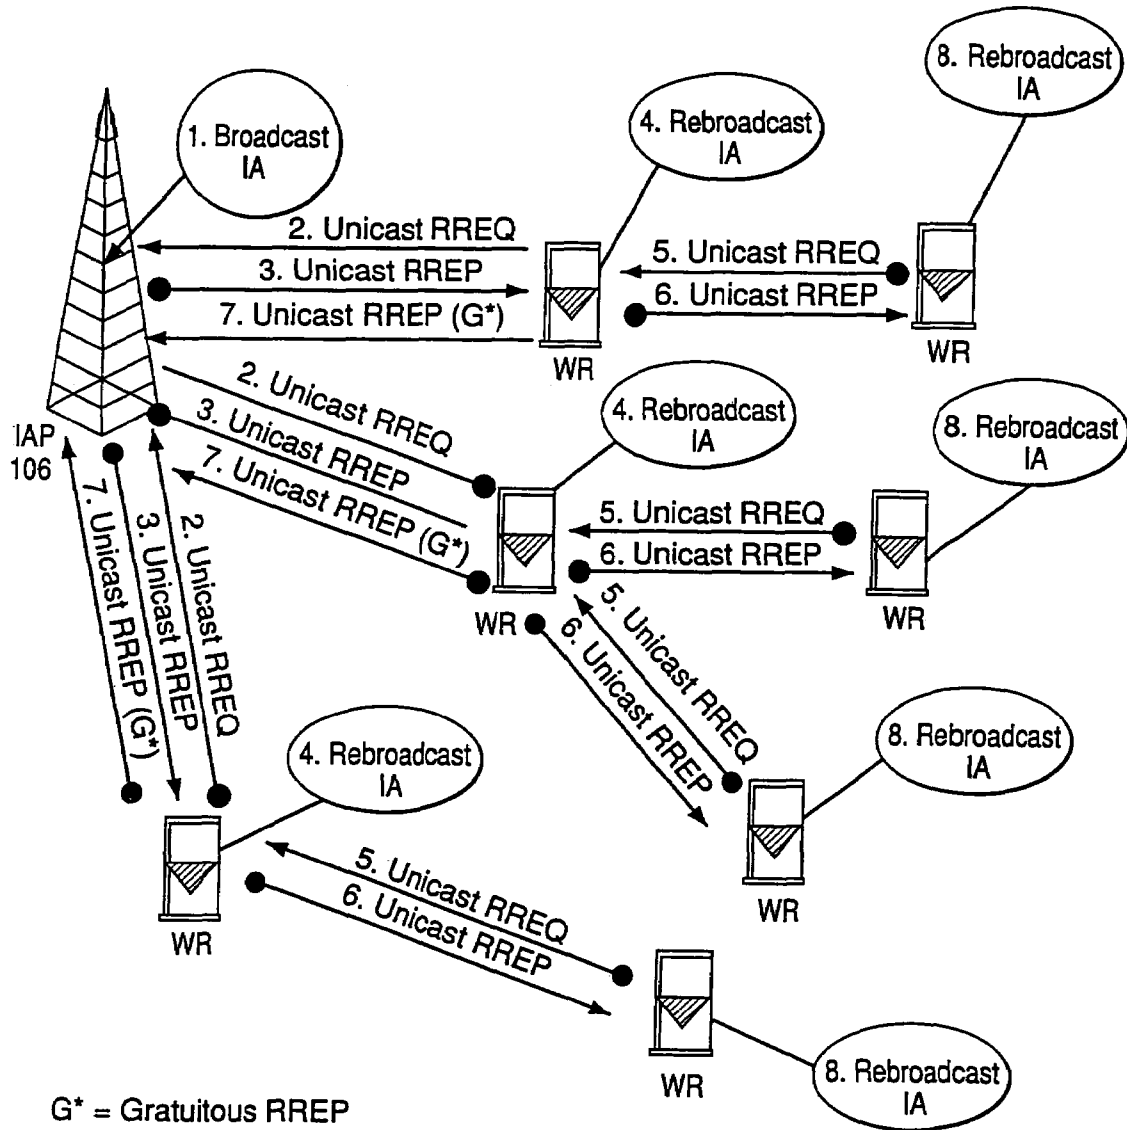 8. Rebroadcast
IA
1. Broadcast
IA
4. Rebroadcast
IA
2. Unicast RREQ
3. Unicast RREP
7. Unicast RREP (G*)
WR
5. Unicast RREQ
6. Unicast RREP
WR
IAP
106
2. Unicast RREQ
3. Unicast RREP
7. Unicast RREP (G*)
4. Rebroadcast
IA
8. Rebroadcast
IA
5. Unicast RREQ
6. Unicast RREP
WR
WR
7. Unicast RREP (G*)
3. Unicast RREP
2. Unicast RREQ
5. Unicast RREQ
6. Unicast RREP
8. Rebroadcast
IA
4. Rebroadcast
IA
WR
WR
5. Unicast RREQ
6. Unicast RREP
8. Rebroadcast
IA
WR
G* = Gratuitous RREP